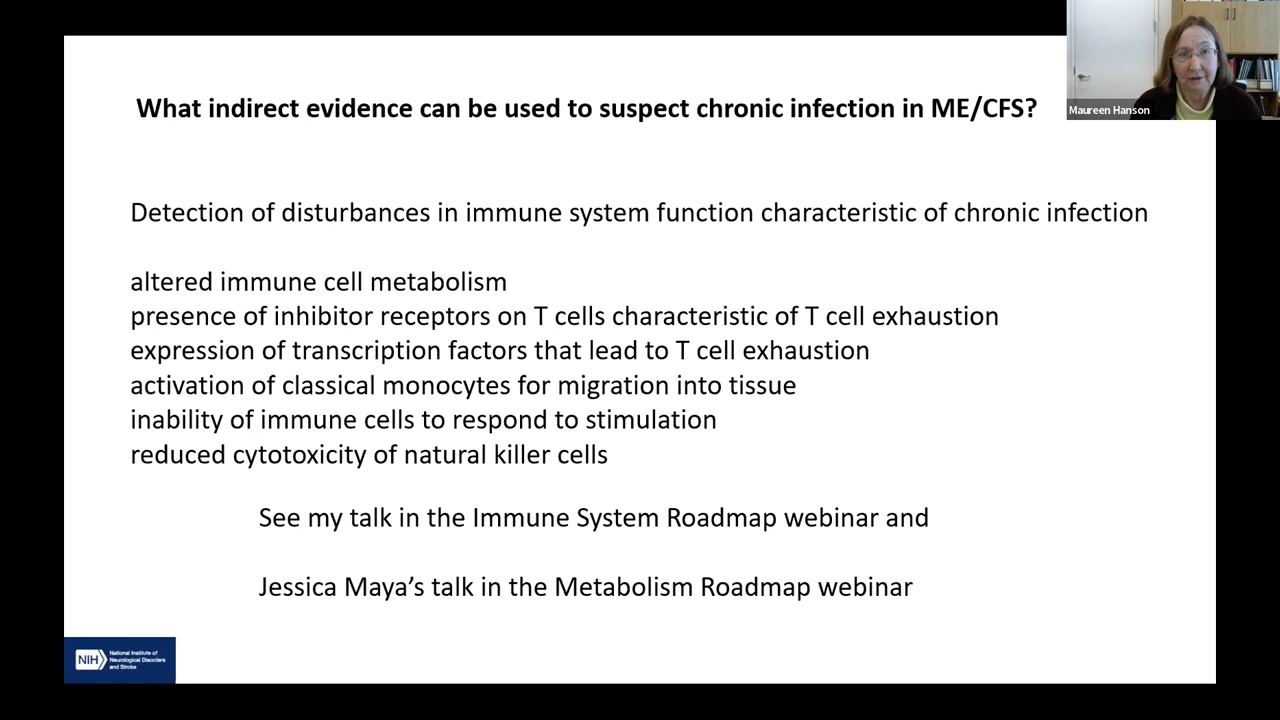 What indirect evidence can be used to suspect chronic infection in ME/CFS?
Maureen Hanson
Detection of disturbances in immune system function characteristic of chronic infection
altered immune cell metabolism
presence of inhibitor receptors on T cells characteristic of T cell exhaustion
expression of transcription factors that lead to T cell exhaustion
activation of classical monocytes for migration into tissue
inability of immune cells to respond to stimulation
reduced cytotoxicity of natural killer cells
See my talk in the Immune System Roadmap webinar and
Jessica Maya’s talk in the Metabolism Roadmap webinar
NIH
National Institute of
Neurological Disorders
and Stroke